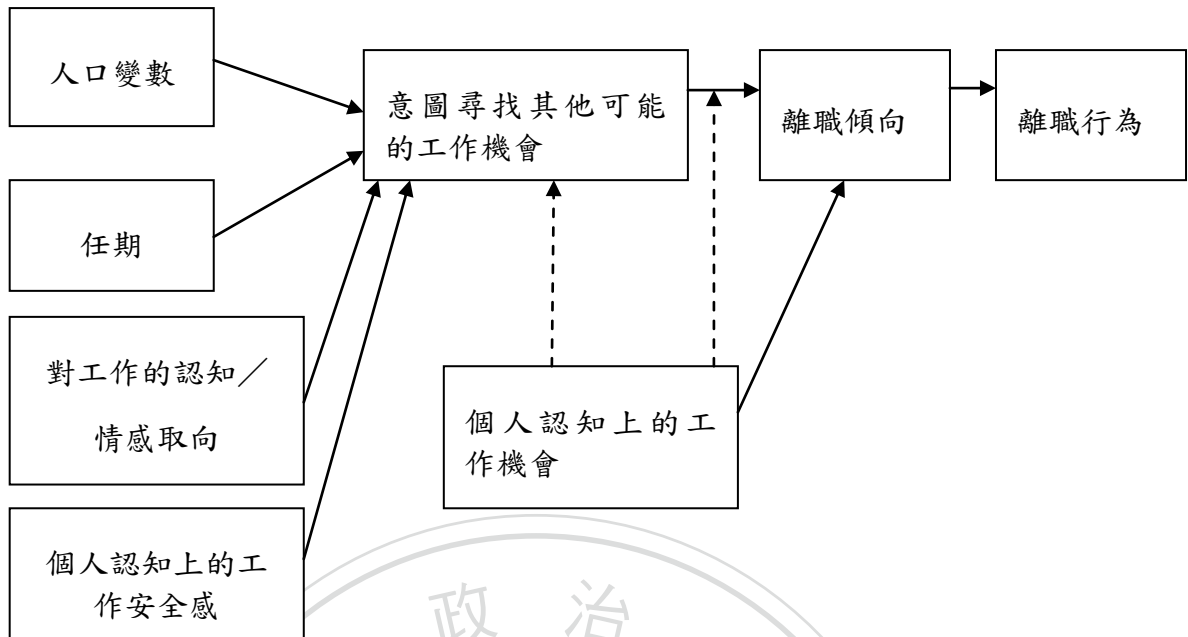 人口變數
意圖尋找其他可能
的工作機會
離職傾向
離職行為
任期
對工作的認知／
情感取向
個人認知上的工
作機會
個人認知上的工
作安全感
政 治